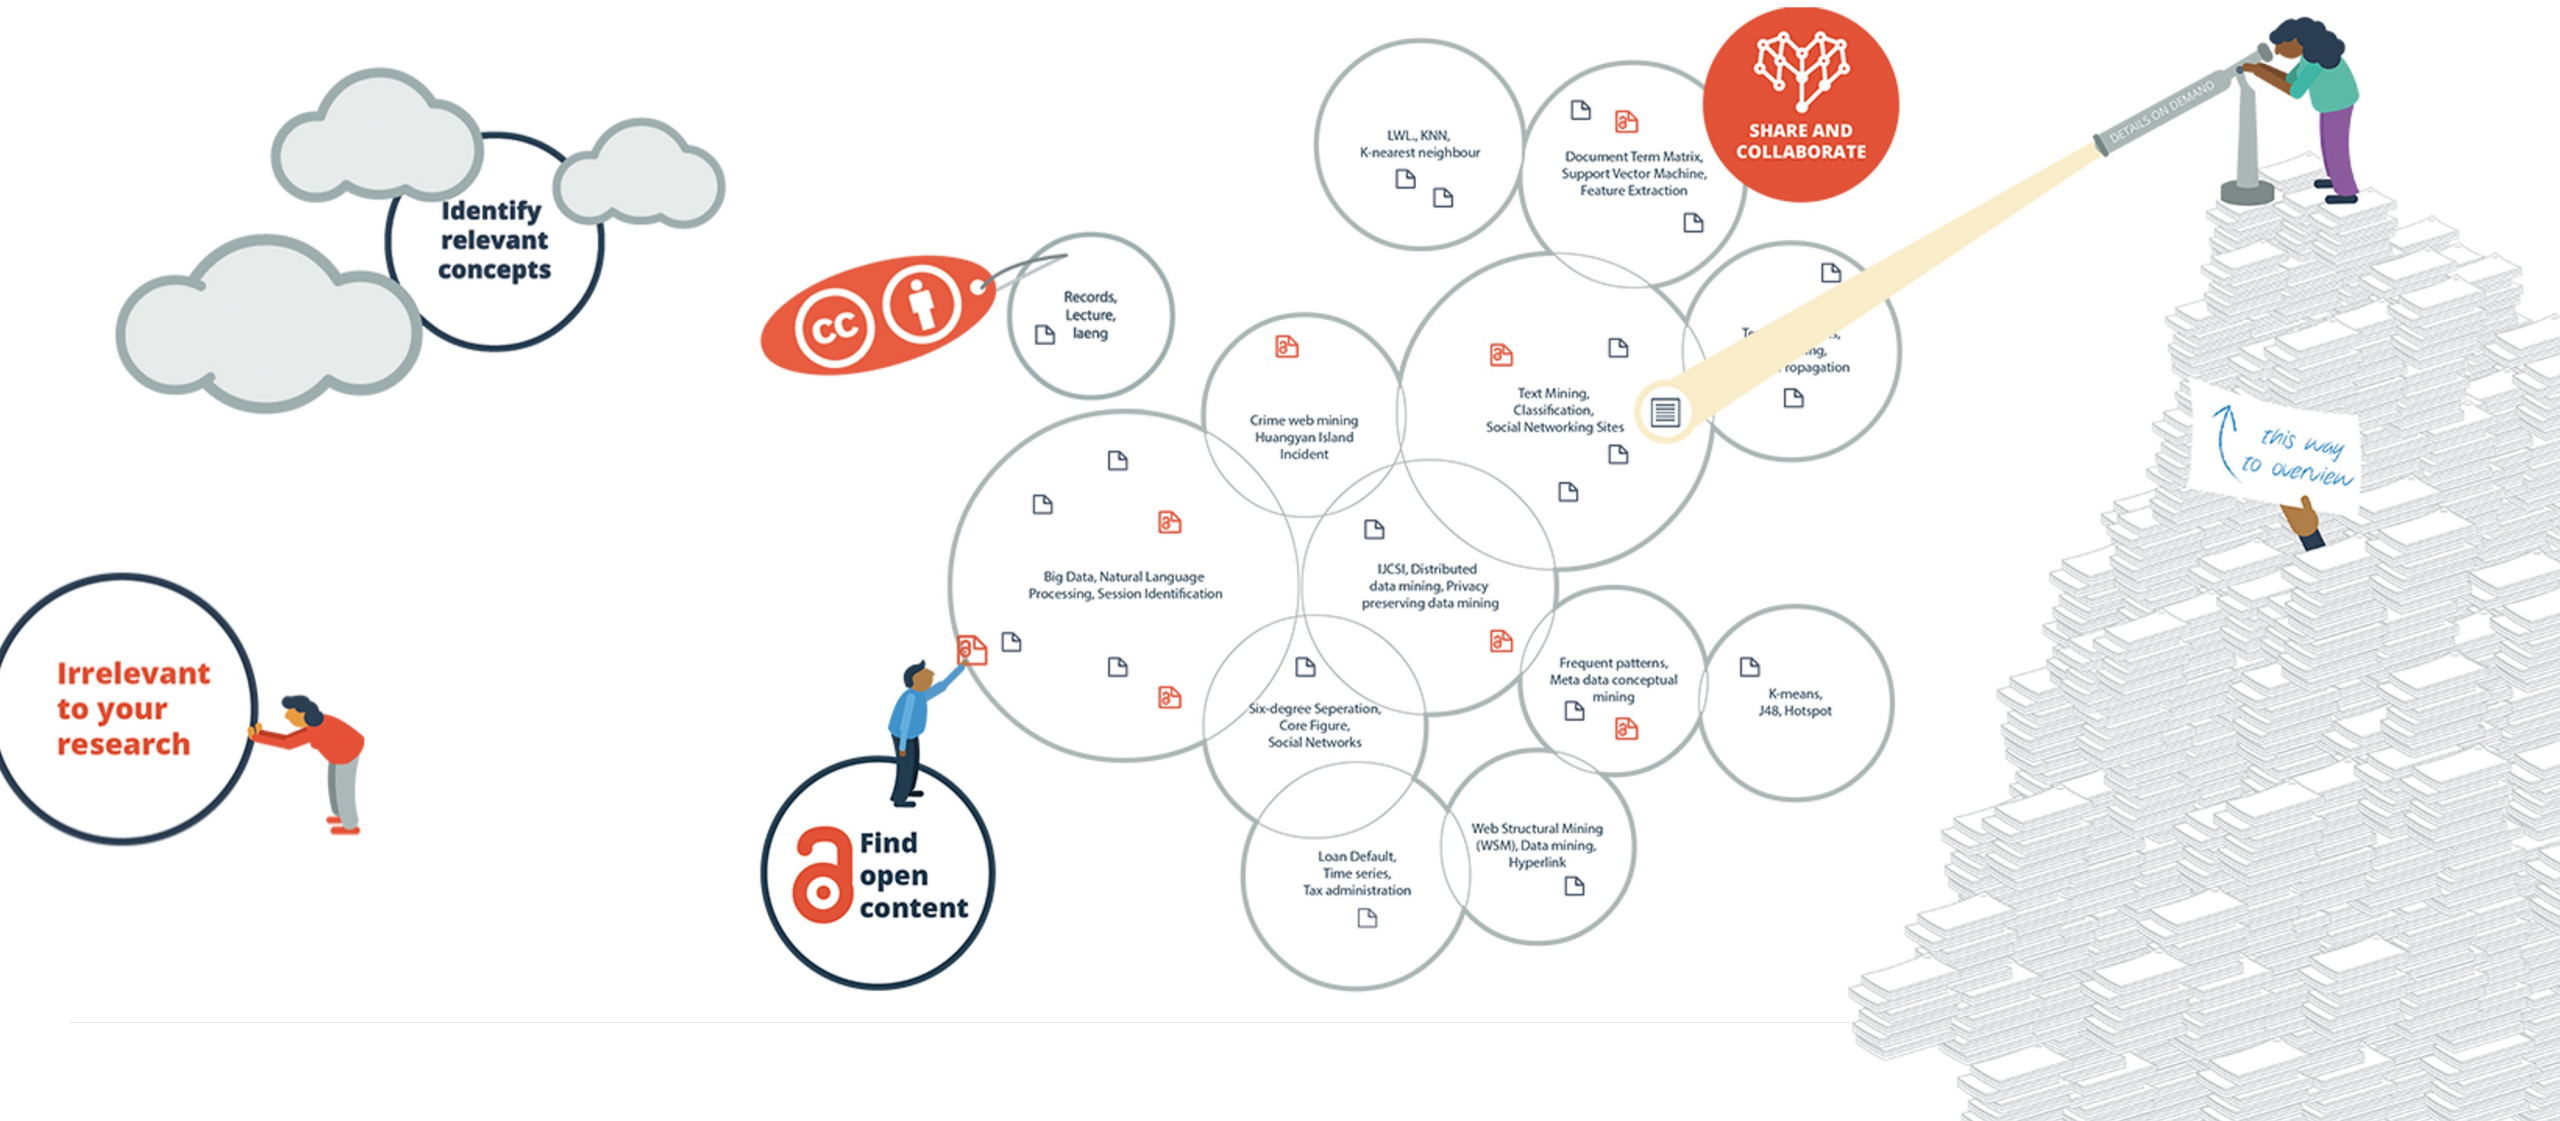 Identify
relevant
concepts
Irrelevant
to your
research
cc
Records,
Lecture,
laeng
LWL., KNN,
K-nearest neighbour
Document Term Matrix,
Support Vector Machine,
Feature Extraction
SHARE AND
COLLABORATE
DETAILS ON DEMAND
Crime web mining
Huangyan Island
Incident
Text Mining,
Classification,
Social Networking Sites
Big Data, Natural Language
Processing, Session Identification
IJCSI, Distributed
data mining, Privacy
preserving data mining
Six-degree Seperation,
Core Figure,
Social Networks
Frequent patterns,
Meta data conceptual
mining
K-means,
J48, Hotspot
Loan Default,
Time series,
Tax administration
Web Structural Mining
(WSM), Data mining,
Hyperlink
Find
open
content
this way
to overview